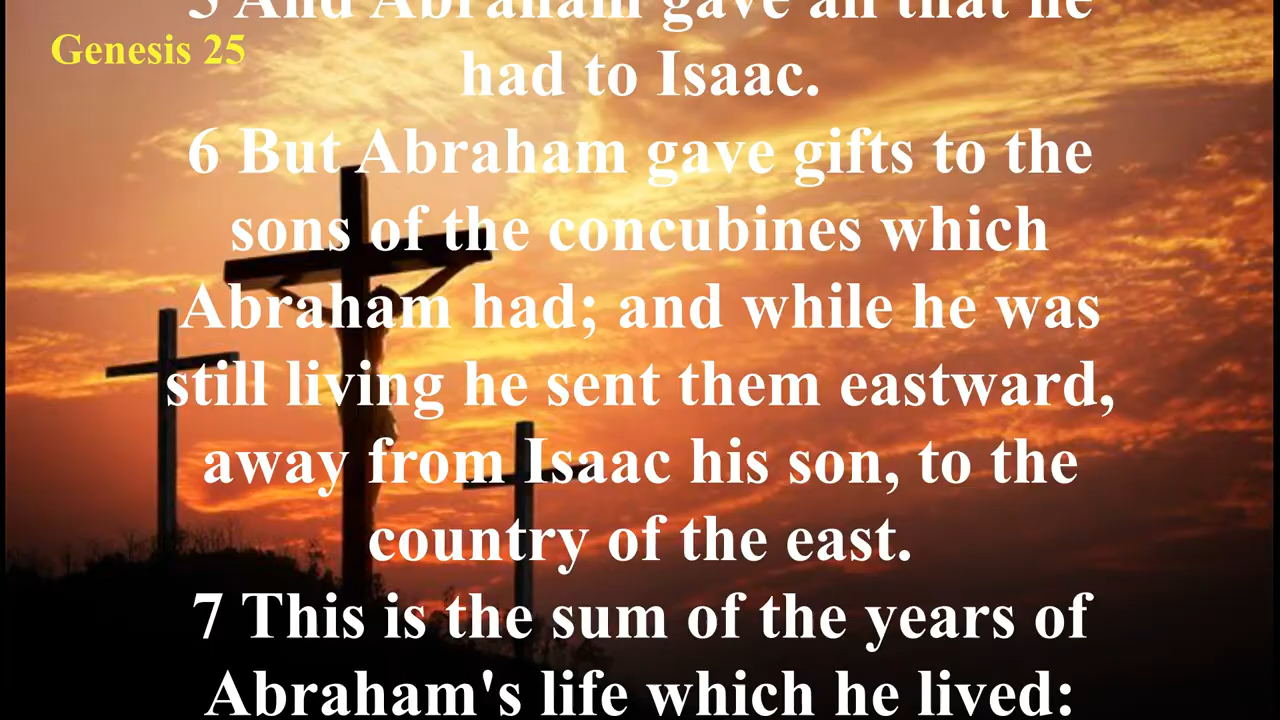 Genesis 25
5 And Abraham gave all that he
had to Isaac.
6 But Abraham gave gifts to the
sons of the concubines which
Abraham had; and while he was
still living he sent them eastward,
away from Isaac his son, to the
country of the east.
7 This is the sum of the years of
Abraham's life which he lived: